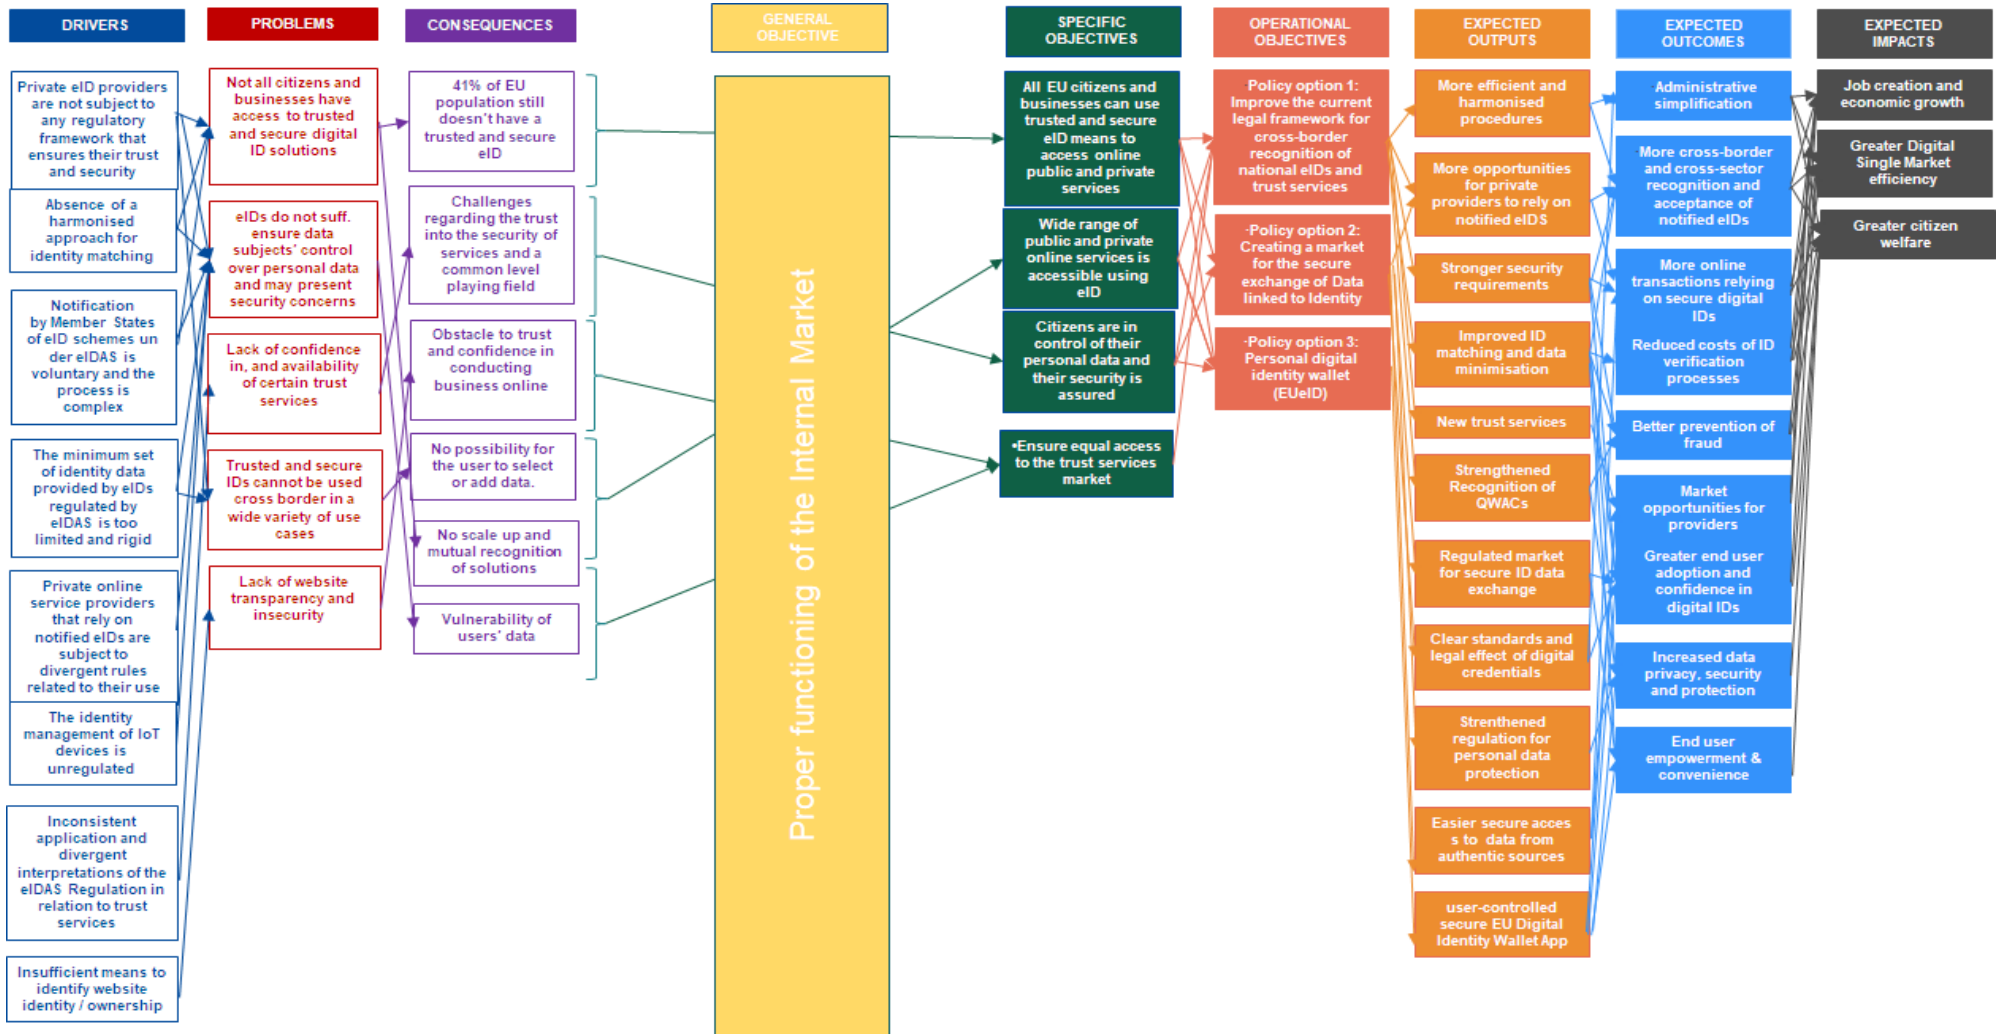 DRIVERS
PROBLEMS
CONSEQUENCES
GENERAL
OBJECTIVE
SPECIFIC
OBJECTIVES
OPERATIONAL
OBJECTIVES
EXPECTED
OUTPUTS
EXPECTED
OUTCOMES
EXPECTED
IMPACTS
Private eID providers
are not subject to
any regulatory
framework that
ensures their trust
and security
Absence of a
harmonised
approach for
identity matching
Notification
by Member States
of eID schemes un
der eIDAS is
voluntary and the
process is
complex
The minimum set
of identity data
provided by eIDs
regulated by
eIDAS is too
limited and rigid
Private online
service providers
that rely on
notified eIDs are
subject to
divergent rules
related to their use
The identity
management of IoT
devices is
unregulated
Inconsistent
application and
divergent
interpretations of the
eIDAS Regulation in
relation to trust
services
Insufficient means to
identify website
identity / ownership
Not all citizens and
businesses have
access to trusted
and secure digital
ID solutions
eIDs do not suff.
ensure data
subjects' control
over personal data
and may present
security concerns
Lack of confidence
in, and availability
of certain trust
services
Trusted and secure
IDs cannot be used
cross border in a
wide variety of use
cases
Lack of website
transparency and
insecurity
41% of EU
population still
doesn't have a
trusted and secure
eID
Challenges
regarding the trust
into the security of
services and a
common level
playing field
Obstacle to trust
and confidence in
conducting
business online
No possibility for
the user to select
or add data.
No scale up and
mutual recognition
of solutions
Vulnerability of
users' data
Proper functioning of the Internal Market
All EU citizens and
businesses can use
trusted and secure
eID means to
access online
public and private
services
Wide range of
public and private
online services is
accessible using
eID
Citizens are in
control of their
personal data and
their security is
assured
•Ensure equal access
to the trust services
market
·Policy option 1:
Improve the current
legal framework for
cross-border
recognition of
national eIDs and
trust services
·Policy option 2:
Creating a market
for the secure
exchange of Data
linked to Identity
·Policy option 3:
Personal digital
identity wallet
(EUeID)
More efficient and
harmonised
procedures
More opportunities
for private
providers to rely on
notified eIDS
Stronger security
requirements
Improved ID
matching and data
minimisation
New trust services
Strengthened
Recognition of
QWACs
Regulated market
for secure ID data
exchange
Clear standards and
legal effect of digital
credentials
Strenthened
regulation for
personal data
protection
Easier secure acces
s to data from
authentic sources
user-controlled
secure EU Digital
Identity Wallet App
·Administrative
simplification
·More cross-border
and cross-sector
recognition and
acceptance of
notified eIDs
More online
transactions relying
on secure digital
IDs
Reduced costs of ID
verification
processes
Better prevention of
fraud
Market
opportunities for
providers
Greater end user
adoption and
confidence in
digital IDs
Increased data
privacy, security
and protection
End user
empowerment &
convenience
Job creation and
economic growth
Greater Digital
Single Market
efficiency
Greater citizen
welfare